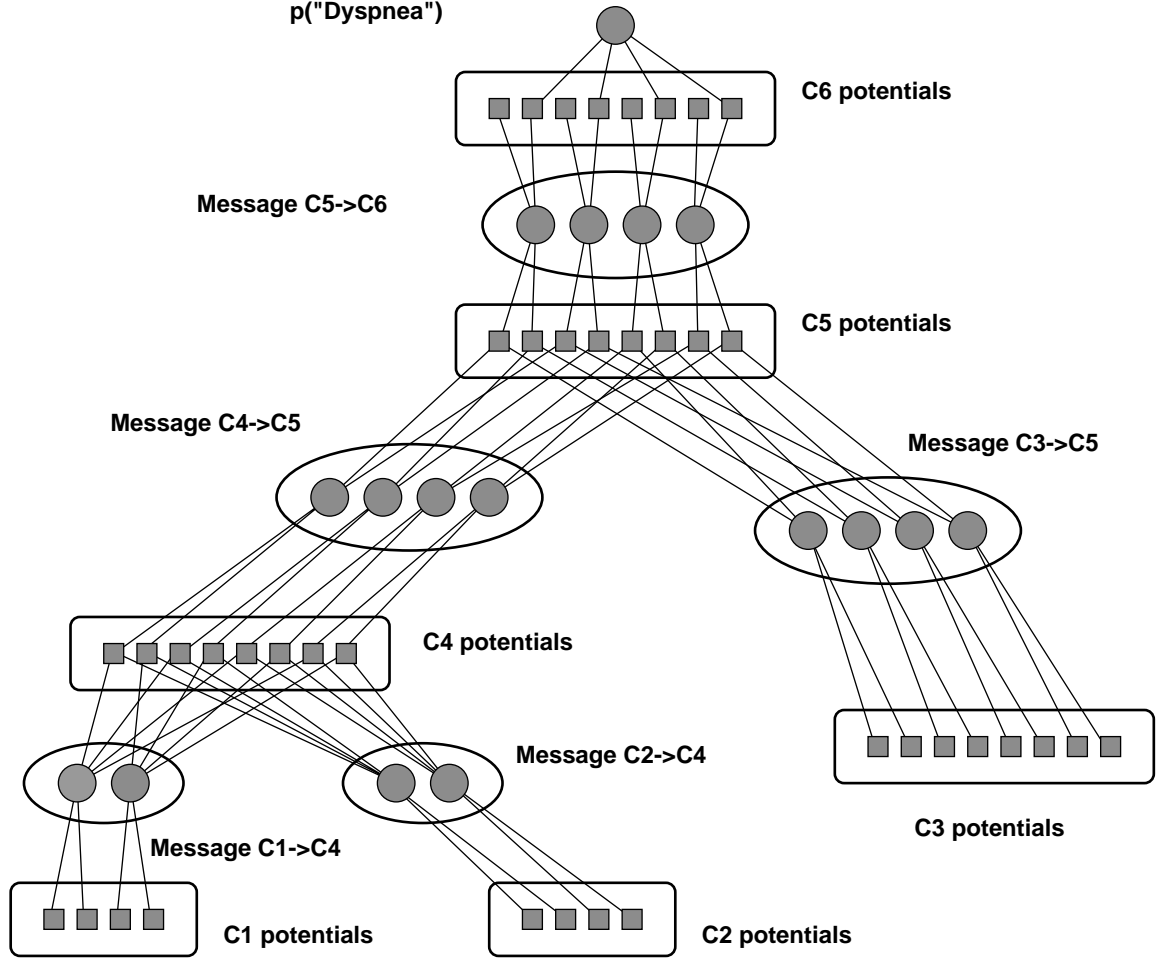 p("Dyspnea")
C6 potentials
Message C5->C6
C5 potentials
Message C4->C5
Message C3->C5
C4 potentials
Message C2->C4
C3 potentials
Message C1->C4
C1 potentials
C2 potentials